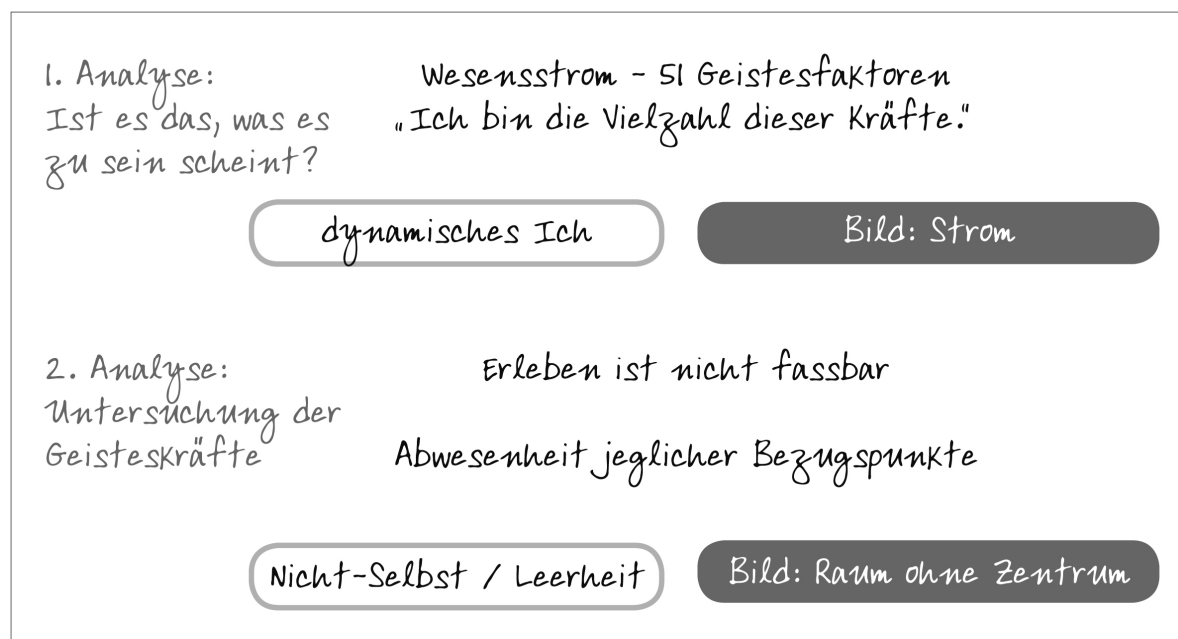 1. Analyse:
Ist es das, was es
zu sein scheint?
Wesensstrom - 51 Geistesfaktoren
„Ich bin die Vielzahl dieser Kräfte."
dynamisches Ich
Bild: Strom
2. Analyse:
Untersuchung der
Geisteskräfte
Erleben ist nicht fassbar
Abwesenheit jeglicher Bezugspunkte
Nicht-Selbst / Leerheit
Bild: Raum ohne Zentrum